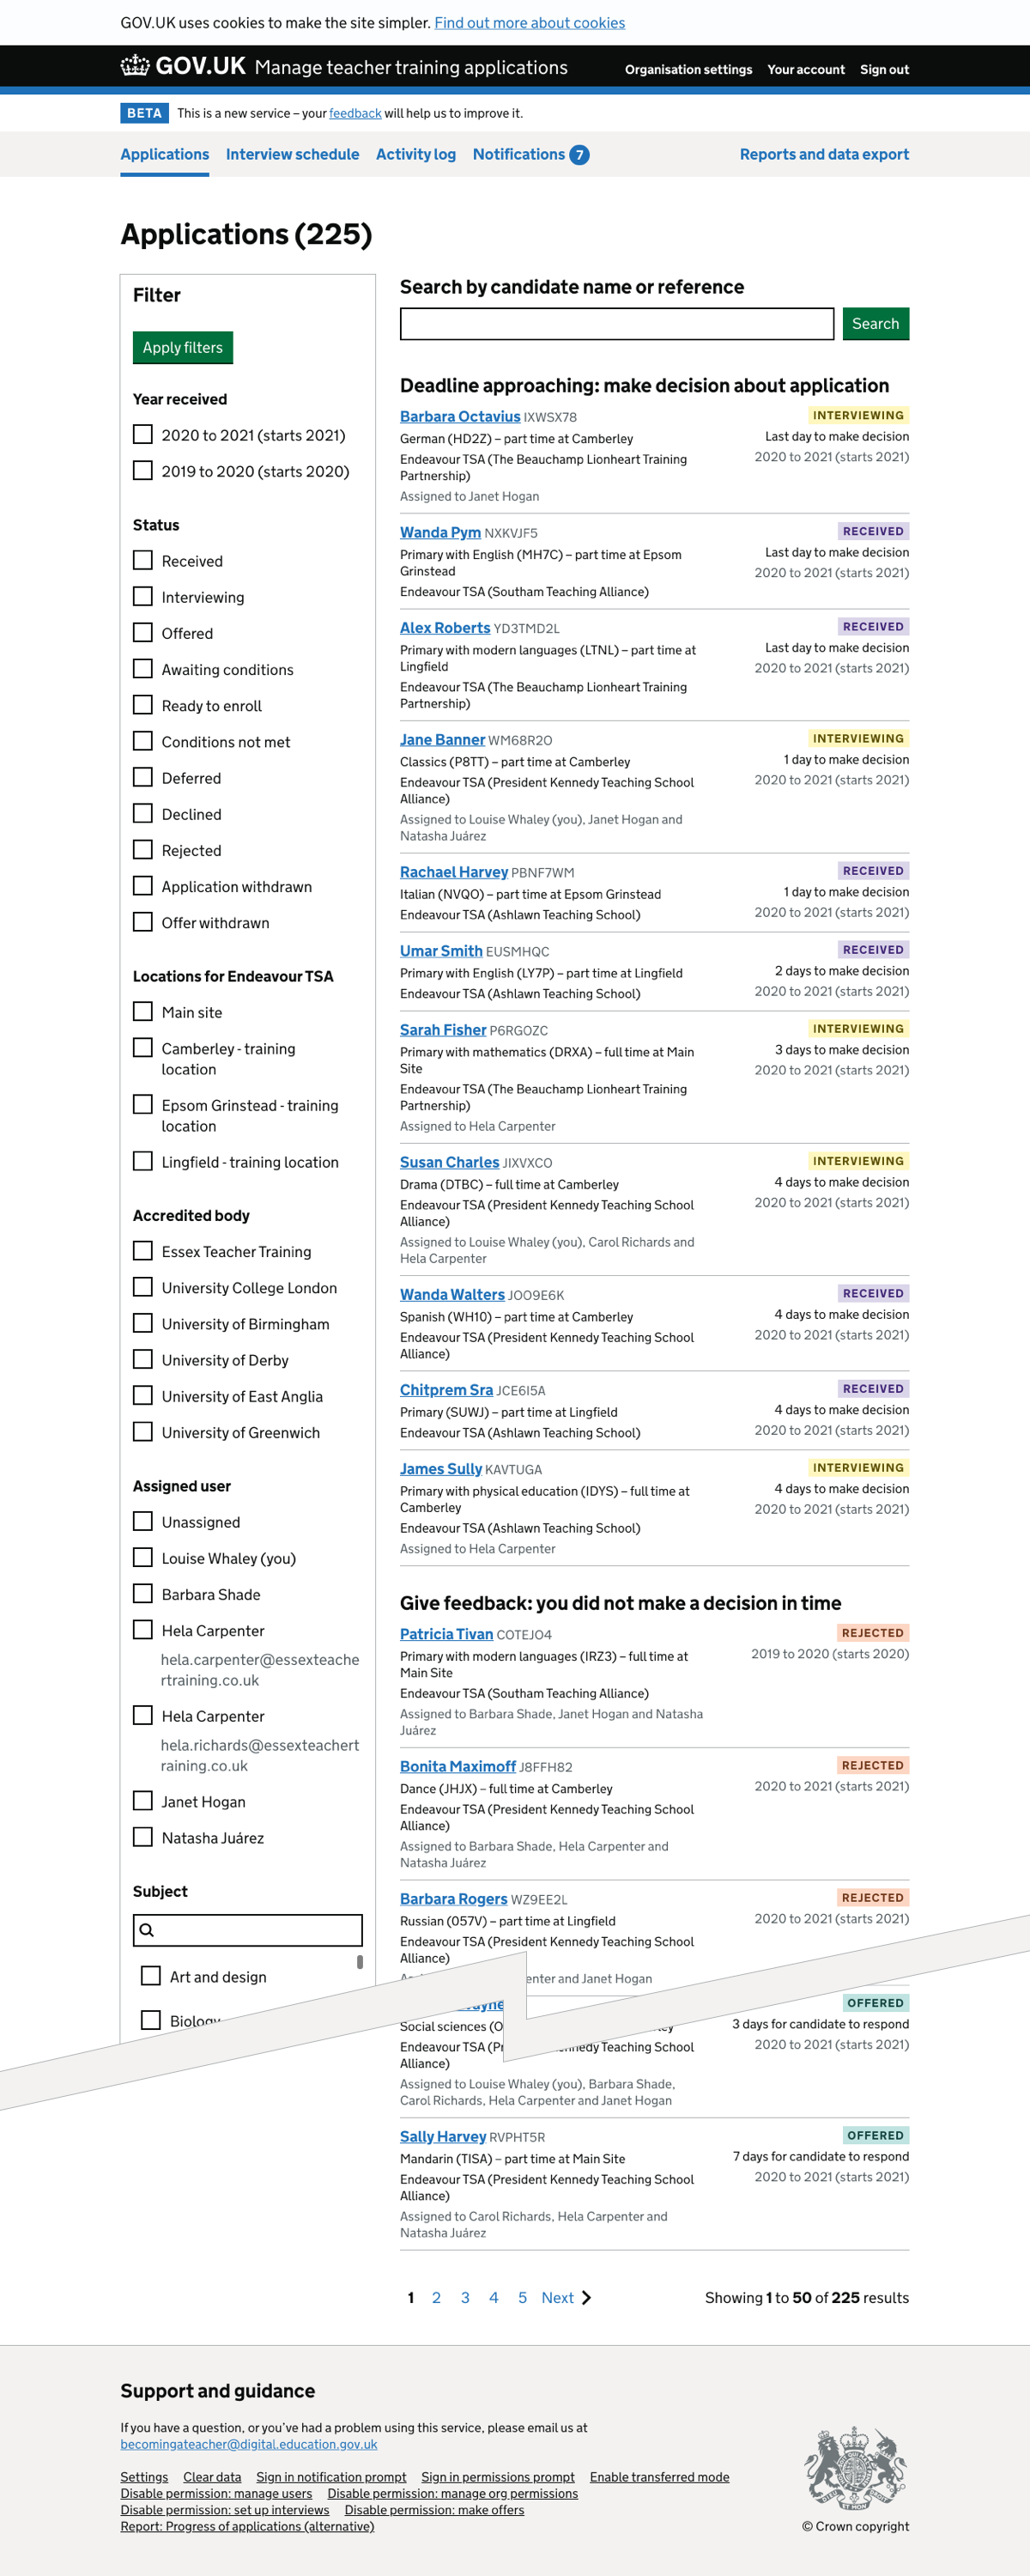 GOV.UK uses cookies to make the site simpler. Find out more about cookies
GOV.UK Manage teacher training applications
Organisation settings Your account Sign out
BETA This is a new service – your feedback will help us to improve it.
Applications Interview schedule Activity log Notifications 7 Reports and data export
Applications (225)
Filter
Apply filters
Year received
2020 to 2021 (starts 2021)
2019 to 2020 (starts 2020)
Status
Received
Interviewing
Offered
Awaiting conditions
Ready to enroll
Conditions not met
Deferred
Declined
Rejected
Application withdrawn
Offer withdrawn
Locations for Endeavour TSA
Main site
Camberley - training
location
Epsom Grinstead - training
location
Lingfield - training location
Accredited body
Essex Teacher Training
University College London
University of Birmingham
University of Derby
University of East Anglia
University of Greenwich
Assigned user
Unassigned
Louise Whaley (you)
Barbara Shade
Hela Carpenter
hela.carpenter@essexteache
rtraining.co.uk
Hela Carpenter
hela.richards@essexteachert
raining.co.uk
Janet Hogan
Natasha Juárez
Subject
Art and design
Biology
Search by candidate name or reference
Search
Deadline approaching: make decision about application
Barbara Octavius IXWSX78
INTERVIEWING
German (HD2Z) – part time at Camberley
Last day to make decision
Endeavour TSA (The Beauchamp Lionheart Training
Partnership)
2020 to 2021 (starts 2021)
Assigned to Janet Hogan
Wanda Pym NXKVJF5
RECEIVED
Primary with English (MH7C) – part time at Epsom
Grinstead
Last day to make decision
2020 to 2021 (starts 2021)
Endeavour TSA (Southam Teaching Alliance)
Alex Roberts YD3TMD2L
RECEIVED
Primary with modern languages (LTNL) – part time at
Lingfield
Last day to make decision
2020 to 2021 (starts 2021)
Endeavour TSA (The Beauchamp Lionheart Training
Partnership)
Jane Banner WM68R2O
INTERVIEWING
Classics (P8TT) – part time at Camberley
1 day to make decision
Endeavour TSA (President Kennedy Teaching School
Alliance)
2020 to 2021 (starts 2021)
Assigned to Louise Whaley (you), Janet Hogan and
Natasha Juárez
Rachael Harvey PBNF7WM
RECEIVED
Italian (NVQO) – part time at Epsom Grinstead
1 day to make decision
Endeavour TSA (Ashlawn Teaching School)
2020 to 2021 (starts 2021)
Umar Smith EUSMHQC
RECEIVED
Primary with English (LY7P) – part time at Lingfield
2 days to make decision
Endeavour TSA (Ashlawn Teaching School)
2020 to 2021 (starts 2021)
Sarah Fisher P6RGOZC
INTERVIEWING
Primary with mathematics (DRXA) – full time at Main
Site
3 days to make decision
2020 to 2021 (starts 2021)
Endeavour TSA (The Beauchamp Lionheart Training
Partnership)
Assigned to Hela Carpenter
Susan Charles JIXVXCO
INTERVIEWING
Drama (DTBC) – full time at Camberley
4 days to make decision
Endeavour TSA (President Kennedy Teaching School
Alliance)
2020 to 2021 (starts 2021)
Assigned to Louise Whaley (you), Carol Richards and
Hela Carpenter
Wanda Walters JOO9E6K
RECEIVED
Spanish (WH10) – part time at Camberley
4 days to make decision
Endeavour TSA (President Kennedy Teaching School
Alliance)
2020 to 2021 (starts 2021)
Chitprem Sra JCE6I5A
RECEIVED
Primary (SUWJ) – part time at Lingfield
4 days to make decision
Endeavour TSA (Ashlawn Teaching School)
2020 to 2021 (starts 2021)
James Sully KAVTUGA
INTERVIEWING
Primary with physical education (IDYS) – full time at
Camberley
4 days to make decision
2020 to 2021 (starts 2021)
Endeavour TSA (Ashlawn Teaching School)
Assigned to Hela Carpenter
Give feedback: you did not make a decision in time
Patricia Tivan COTEJO4
REJECTED
Primary with modern languages (IRZ3) – full time at
Main Site
2019 to 2020 (starts 2020)
Endeavour TSA (Southam Teaching Alliance)
Assigned to Barbara Shade, Janet Hogan and Natasha
Juárez
Bonita Maximoff J8FFH82
REJECTED
Dance (JHJX) – full time at Camberley
2020 to 2021 (starts 2021)
Endeavour TSA (President Kennedy Teaching School
Alliance)
Assigned to Barbara Shade, Hela Carpenter and
Natasha Juárez
Barbara Rogers WZ9EE2L
REJECTED
Russian (057V) – part time at Lingfield
2020 to 2021 (starts 2021)
Endeavour TSA (President Kennedy Teaching School
Alliance)
and Janet Hogan
OFFERED
Social sciences
3 days for candidate to respond
Endeavour TSA Teaching School
Alliance)
2020 to 2021 (starts 2021)
Assigned to Louise Whaley (you), Barbara Shade,
Carol Richards, Hela Carpenter and Janet Hogan
Sally Harvey RVPHT5R
OFFERED
Mandarin (TISA) – part time at Main Site
7 days for candidate to respond
Endeavour TSA (President Kennedy Teaching School
Alliance)
2020 to 2021 (starts 2021)
Assigned to Carol Richards, Hela Carpenter and
Natasha Juárez
1 2 3 4 5 Next
Showing 1 to 50 of 225 results
Support and guidance
If you have a question, or you’ve had a problem using this service, please email us at
becomingateacher@digital.education.gov.uk
Settings Clear data Sign in notification prompt Sign in permissions prompt Enable transferred mode
Disable permission: manage users Disable permission: manage org permissions
Disable permission: set up interviews Disable permission: make offers
Report: Progress of applications (alternative)
© Crown copyright